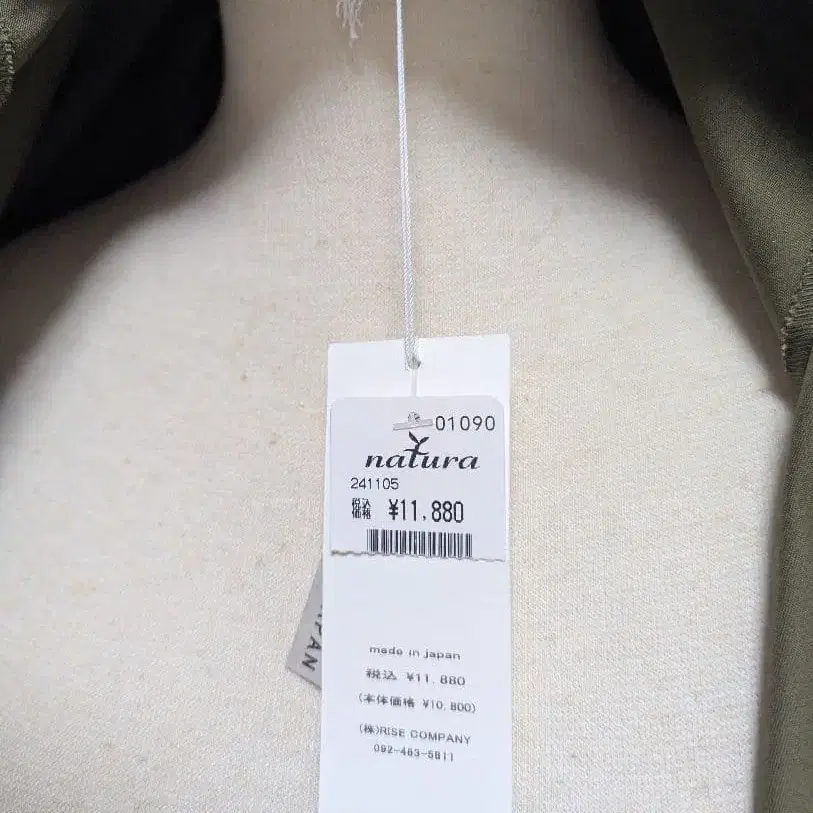 01090
natura
241105
税込価格 ¥11,880
made in japan
税込 ¥11,880
(本体価格 ¥10,800)
(株)RISE COMPANY
092-483-5811
PAN